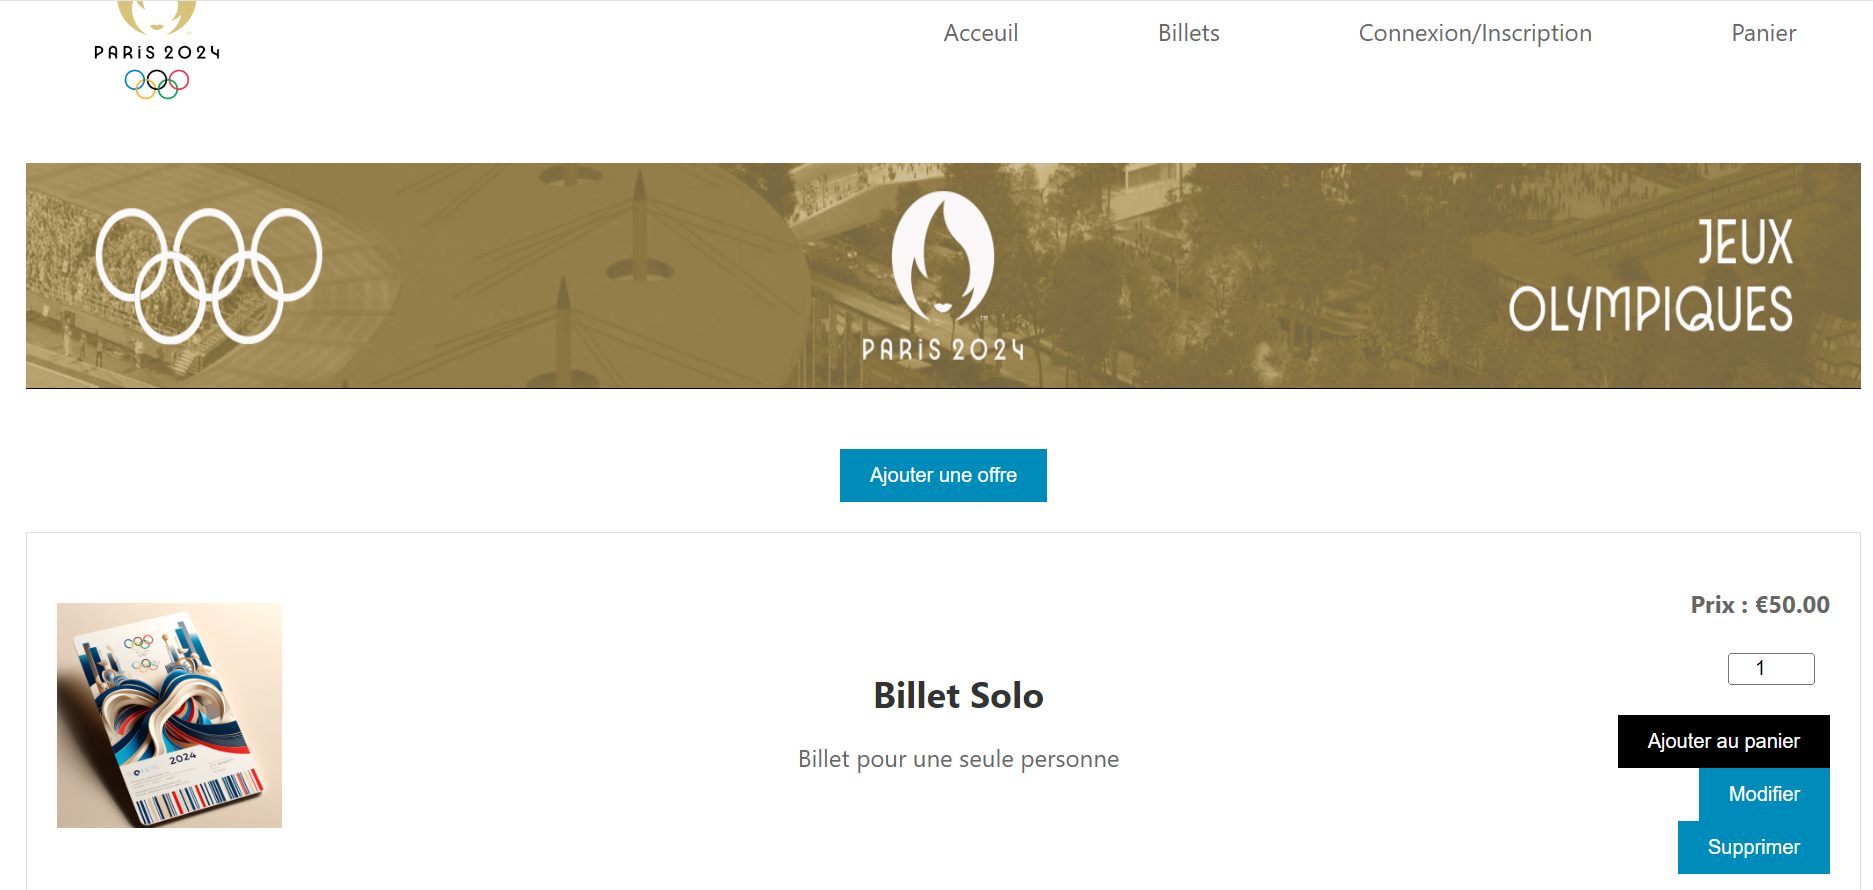 PARIS 2024
Acceuil
Billets
Connexion/Inscription
Panier
PARIS 2024
JEUX
OLYMPIQUES
Ajouter une offre
Prix : €50.00
1
Billet Solo
Billet pour une seule personne
2024
Ajouter au panier
Modifier
Supprimer